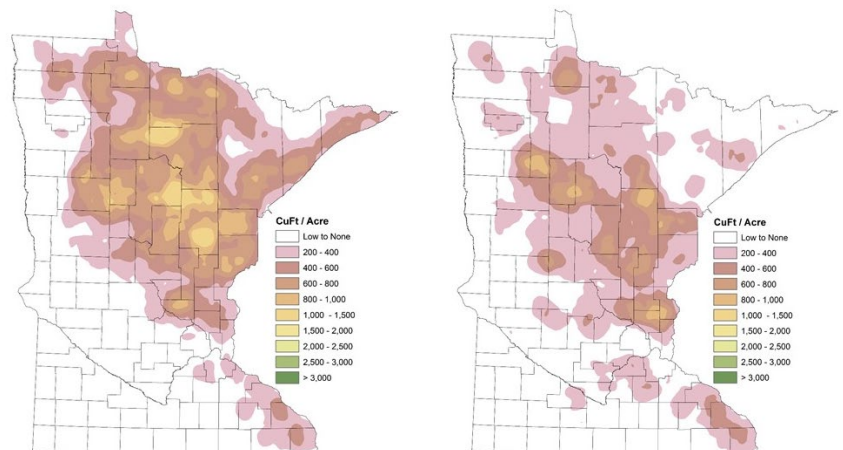 CuFt / Acre
Low to None
200 - 400
400 - 600
600 - 800
800 - 1,000
1,000 - 1,500
1,500 - 2,000
2,000 - 2,500
2,500 - 3,000
> 3,000
CuFt / Acre
Low to None
200 - 400
400 - 600
600 - 800
800 - 1,000
1,000 - 1,500
1,500 - 2,000
2,000 - 2,500
2,500 - 3,000
> 3,000